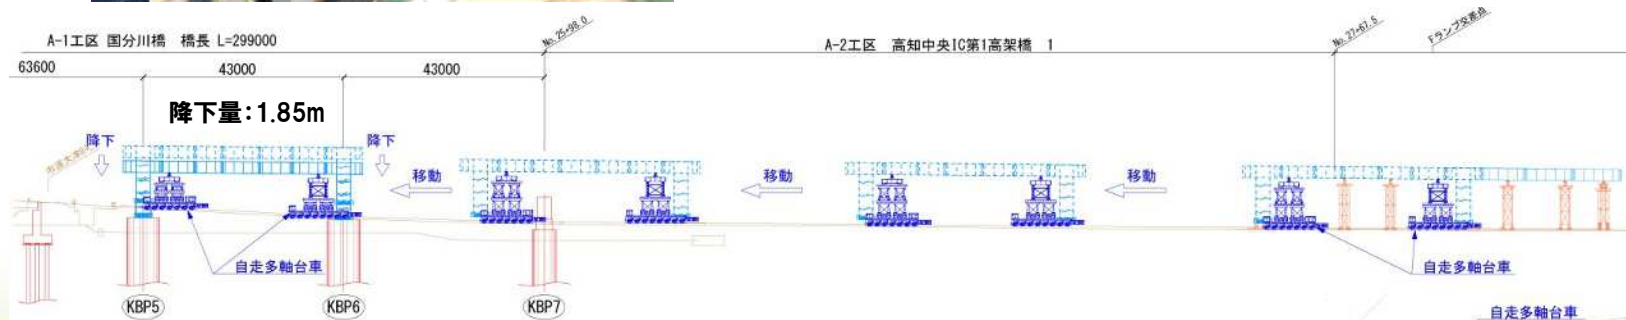 A-1工区 国分川橋 橋長 L=299000
No.25+98.0
A-2工区 高知中央IC第1高架橋 1
No.27+67.5
Fランプ交差点
63600
43000
43000
降下量:1.85m
降下
降下
移動
移動
移動
自走多軸台車
自走多軸台車
KBP5
KBP6
KBP7
自走多軸台車